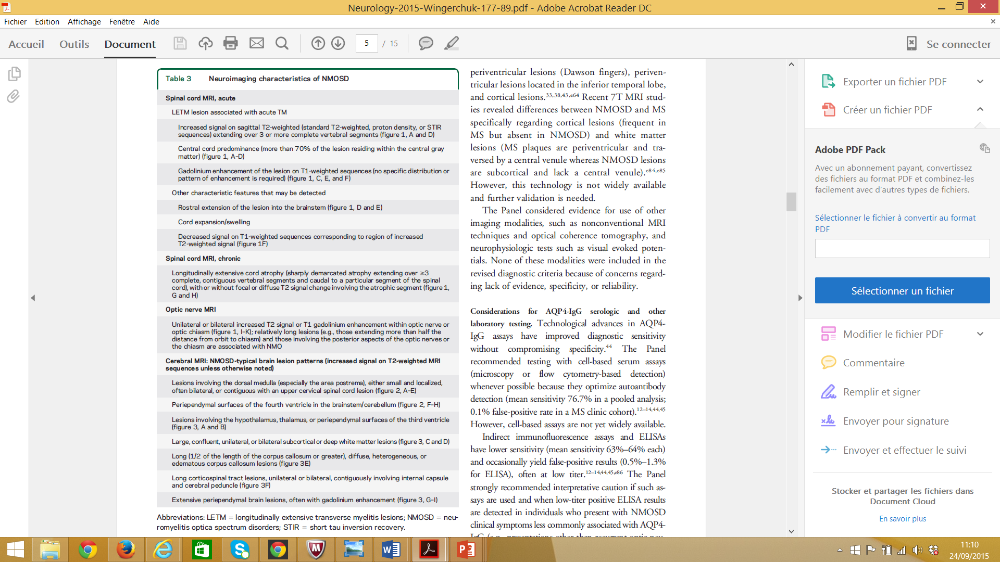 Neurology-2015-Wingerchuk-177-89.pdf - Adobe Acrobat Reader DC
Fichier Edition Affichage Fenêtre Aide
Accueil Outils Document 5 / 15 Se connecter
Table 3 Neuroimaging characteristics of NMOSD
Spinal cord MRI, acute
LETM lesion associated with acute TM
Increased signal on sagittal T2-weighted (standard T2-weighted, proton density, or STIR
sequences) extending over 3 or more complete vertebral segments (figure 1, A and D)
Central cord predominance (more than 70% of the lesion residing within the central gray
matter) (figure 1, A–D)
Gadolinium enhancement of the lesion on T1-weighted sequences (no specific distribution or
pattern of enhancement is required) (figure 1, C, E, and F)
Other characteristic features that may be detected
Rostral extension of the lesion into the brainstem (figure 1, D and E)
Cord expansion/swelling
Decreased signal on T1-weighted sequences corresponding to region of increased
T2-weighted signal (figure 1F)
Spinal cord MRI, chronic
Longitudinally extensive cord atrophy (sharply demarcated atrophy extending over ≥3
complete, contiguous vertebral segments and caudal to a particular segment of the spinal
cord), with or without focal or diffuse T2 signal change involving the atrophic segment (figure 1,
G and H)
Optic nerve MRI
Unilateral or bilateral increased T2 signal or T1 gadolinium enhancement within optic nerve or
optic chiasm (figure 1, I–K); relatively long lesions (e.g., those extending more than half the
distance from orbit to chiasm) and those involving the posterior aspects of the optic nerves or
the chiasm are associated with NMO
Cerebral MRI: NMOSD-typical brain lesion patterns (increased signal on T2-weighted MRI
sequences unless otherwise noted)
Lesions involving the dorsal medulla (especially the area postrema), either small and localized,
often bilateral, or contiguous with an upper cervical spinal cord lesion (figure 2, A–E)
Periependymal surfaces of the fourth ventricle in the brainstem/cerebellum (figure 2, F–H)
Lesions involving the hypothalamus, thalamus, or periependymal surfaces of the third ventricle
(figure 3, A and B)
Large, confluent, unilateral, or bilateral subcortical or deep white matter lesions (figure 3, C and D)
Long (1/2 of the length of the corpus callosum or greater), diffuse, heterogeneous, or
edematous corpus callosum lesions (figure 3E)
Long corticospinal tract lesions, unilateral or bilateral, contiguously involving internal capsule
and cerebral peduncle (figure 3F)
Extensive periependymal brain lesions, often with gadolinium enhancement (figure 3, G–I)
Abbreviations: LETM = longitudinally extensive transverse myelitis lesions; NMOSD = neu-
romyelitis optica spectrum disorders; STIR = short tau inversion recovery.
periventricular lesions (Dawson fingers), periven-
tricular lesions located in the inferior temporal lobe,
and cortical lesions.33,38,43,e64 Recent 7T MRI stud-
ies revealed differences between NMOSD and MS
specifically regarding cortical lesions (frequent in
MS but absent in NMOSD) and white matter
lesions (MS plaques are periventricular and tra-
versed by a central venule whereas NMOSD lesions
are subcortical and lack a central venule).e84,e85
However, this technology is not widely available
and further validation is needed.
The Panel considered evidence for use of other
imaging modalities, such as nonconventional MRI
techniques and optical coherence tomography, and
neurophysiologic tests such as visual evoked poten-
tials. None of these modalities were included in the
revised diagnostic criteria because of concerns regard-
ing lack of evidence, specificity, or reliability.
Considerations for AQP4-IgG serologic and other
laboratory testing. Technological advances in AQP4-
IgG assays have improved diagnostic sensitivity
without compromising specificity.44 The Panel
recommended testing with cell-based serum assays
(microscopy or flow cytometry-based detection)
whenever possible because they optimize autoantibody
detection (mean sensitivity 76.7% in a pooled analysis;
0.1% false-positive rate in a MS clinic cohort).12–14,44,45
However, cell-based assays are not yet widely available.
Indirect immunofluorescence assays and ELISAs
have lower sensitivity (mean sensitivity 63%–64% each)
and occasionally yield false-positive results (0.5%–1.3%
for ELISA), often at low titer.12–14,44,45,e86 The Panel
strongly recommended interpretative caution if such as-
says are used and when low-titer positive ELISA results
are detected in individuals who present with NMOSD
clinical symptoms less commonly associated with AQP4-
IgG (e.g., presentations other than recurrent optic neu-
Exporter un fichier PDF
Créer un fichier PDF
Adobe PDF Pack
Avec un abonnement payant, convertissez
des fichiers au format PDF et combinez-les
facilement avec d’autres types de fichiers.
Sélectionner le fichier à convertir au format
PDF
Sélectionner un fichier
Modifier le fichier PDF
Commentaire
Remplir et signer
Envoyer pour signature
Envoyer et effectuer le suivi
Stocker et partager les fichiers dans
Document Cloud
En savoir plus
11:10
24/09/2015